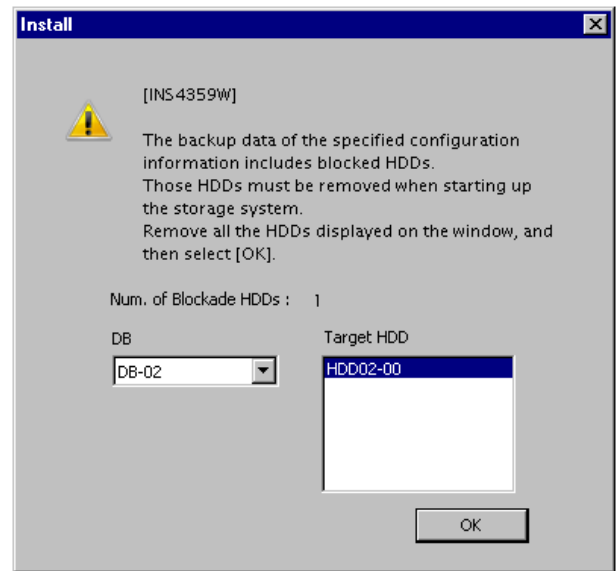 Install
[INS4359W]
The backup data of the specified configuration
information includes blocked HDDs.
Those HDDs must be removed when starting up
the storage system.
Remove all the HDDs displayed on the window, and
then select [OK].
Num. of Blockade HDDs : 1
DB
Target HDD
DB-02
HDD02-00
OK